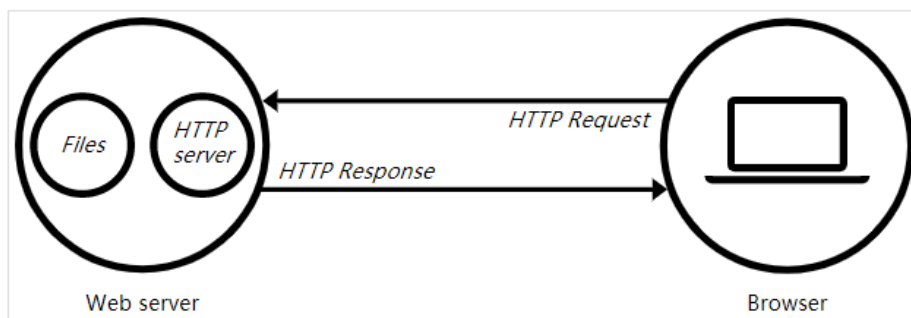 Files
HTTP
server
HTTP Request
HTTP Response
Web server
Browser